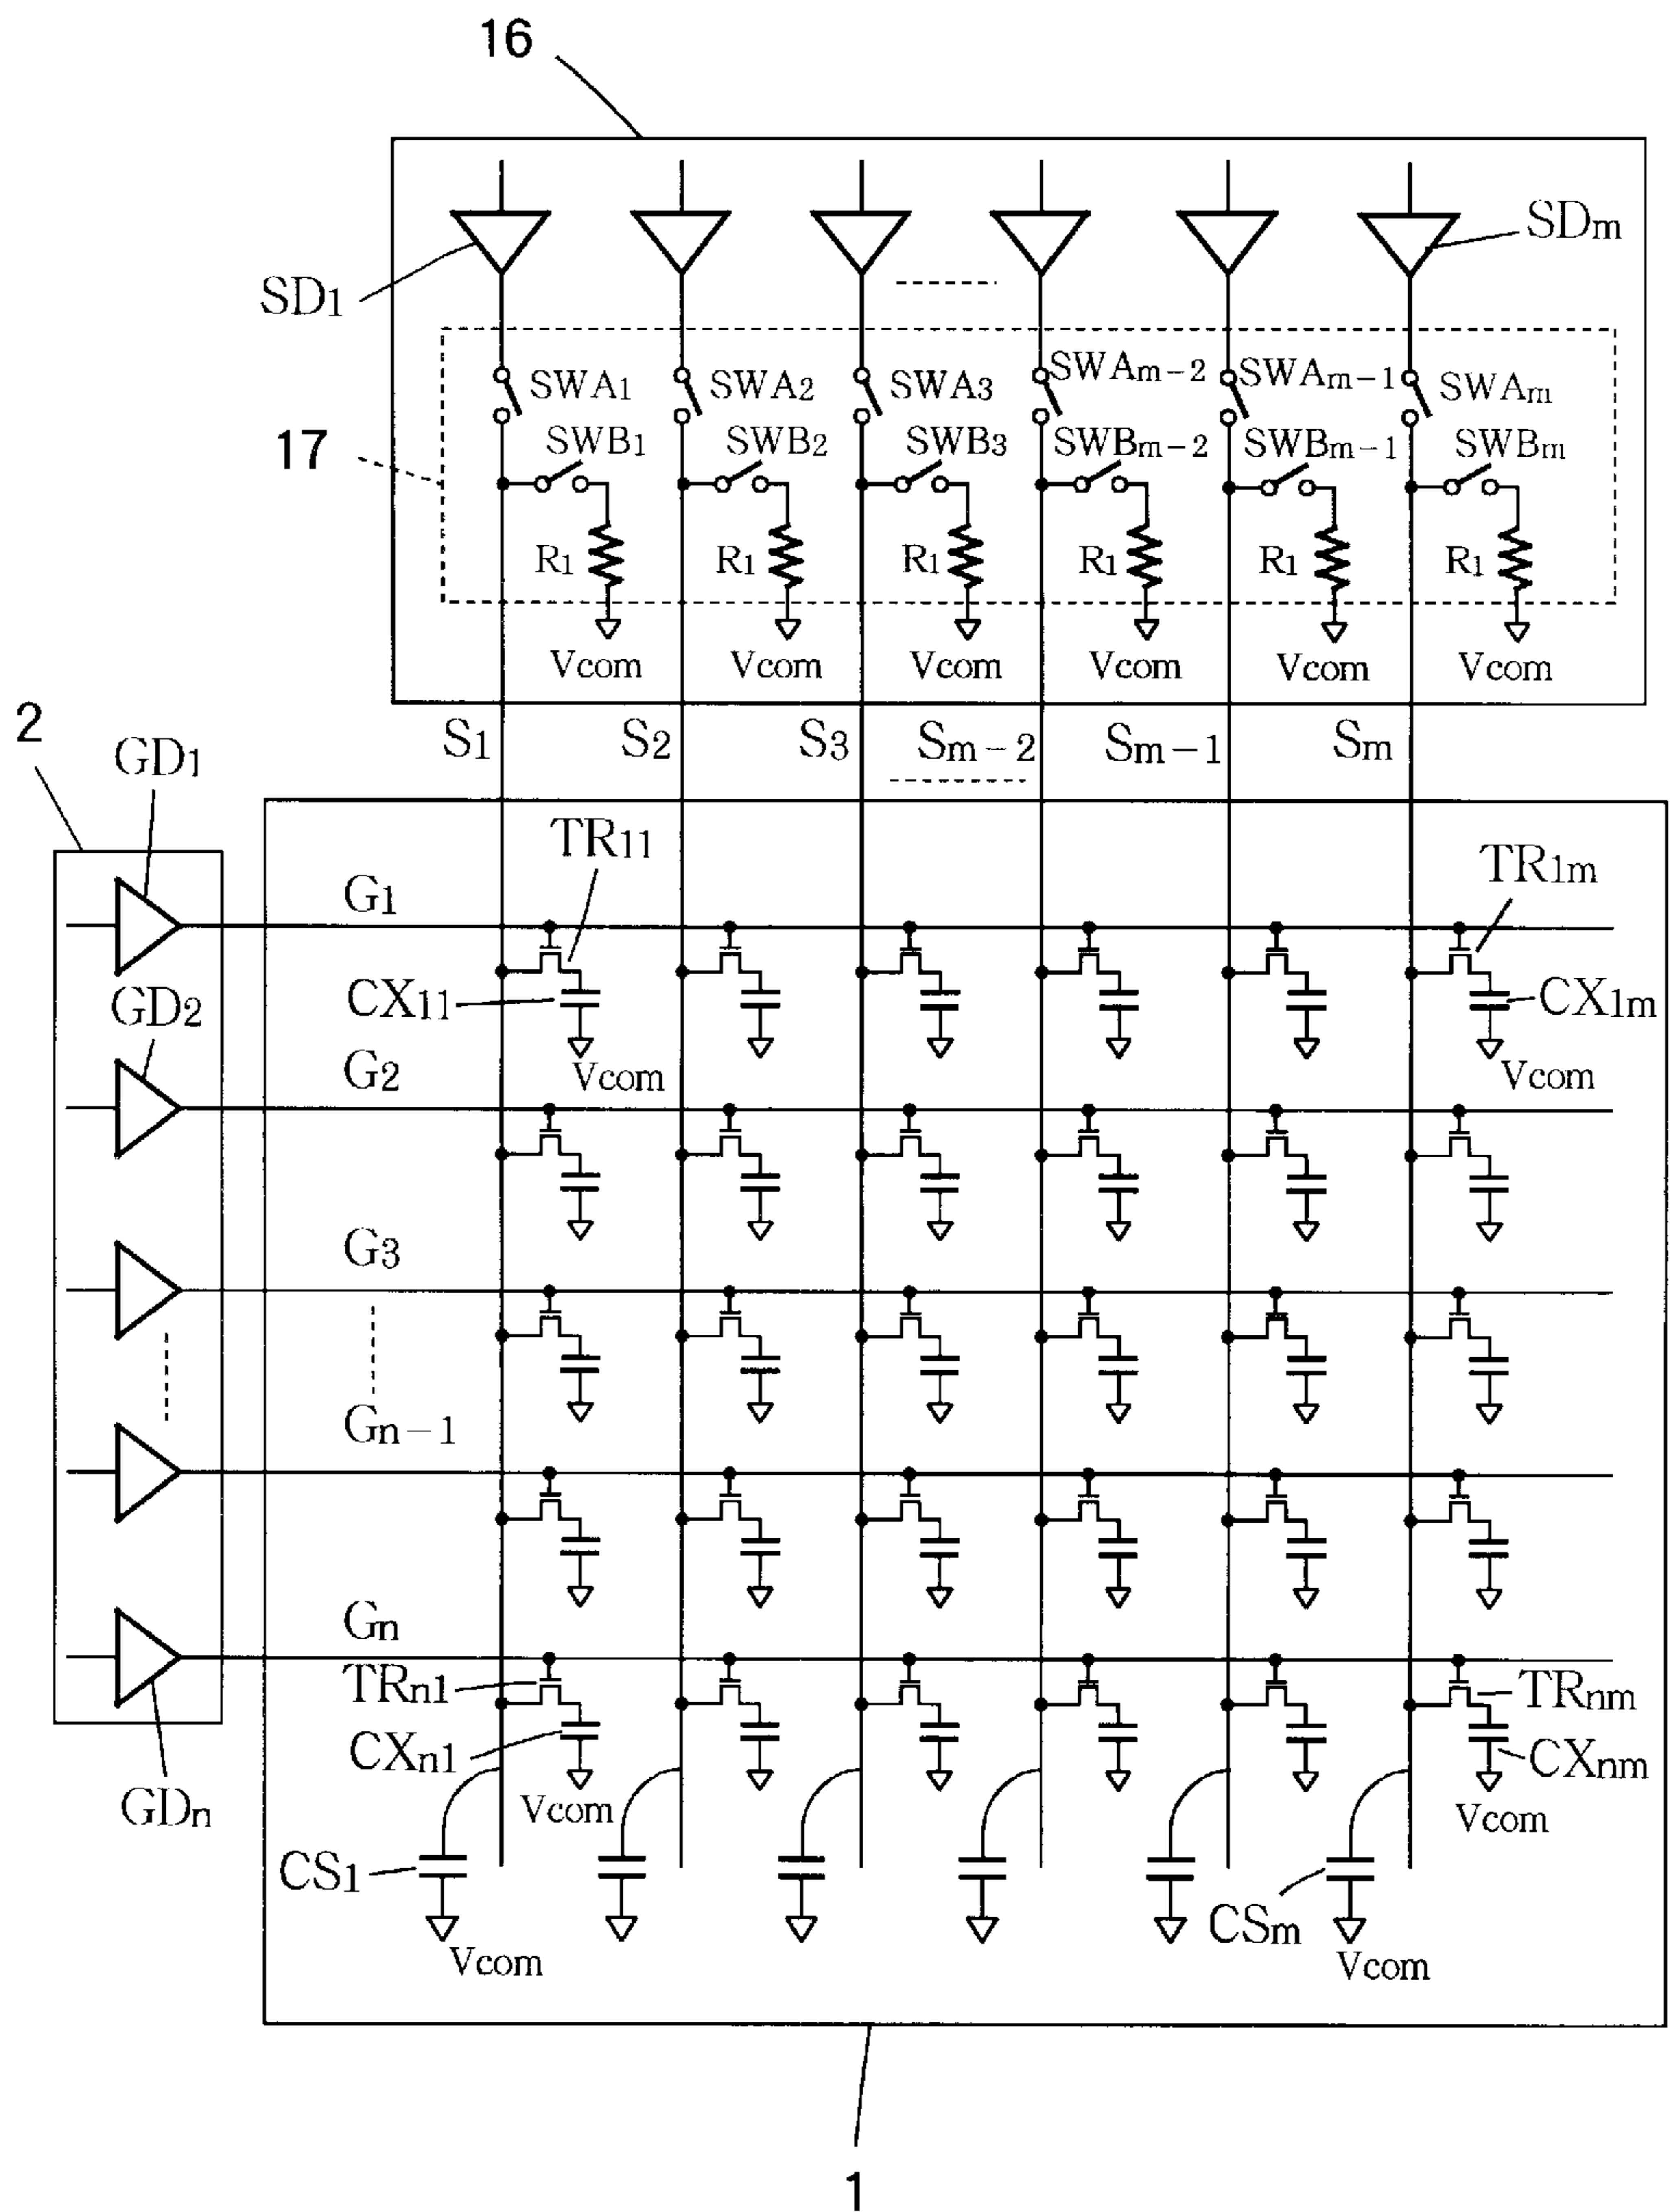 16
SD1
SDm
SWA1 SWA2 SWA3 SWAm-2 SWAm-1 SWAm
17
SWB1 SWB2 SWB3 SWBm-2 SWBm-1 SWBm
R1 R1 R1 R1 R1 R1
Vcom Vcom Vcom Vcom Vcom Vcom
2
S1 S2 S3 Sm-2 Sm-1 Sm
GD1
TR11
TR1m
G1
CX11
CX1m
GD2
G2
Vcom
Vcom
G3
Gn-1
Gn
TRn1
TRnm
CXn1
CXnm
GDn
Vcom
Vcom
CS1
CSm
Vcom
Vcom
1